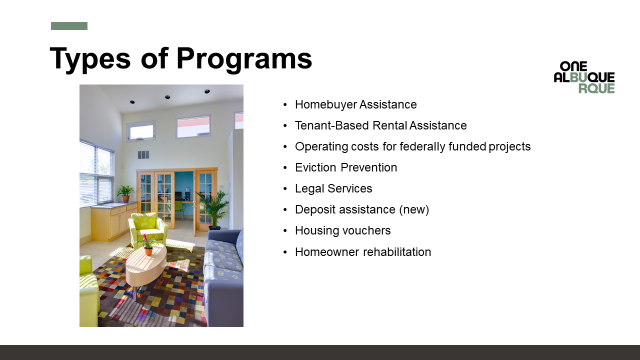 Types of Programs
ONE
ALBUQUE
RQUE
• Homebuyer Assistance
• Tenant-Based Rental Assistance
• Operating costs for federally funded projects
• Eviction Prevention
• Legal Services
• Deposit assistance (new)
• Housing vouchers
• Homeowner rehabilitation